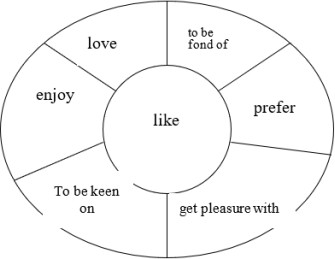 love
to be
fond of
enjoy
prefer
like
To be keen
on
get pleasure with